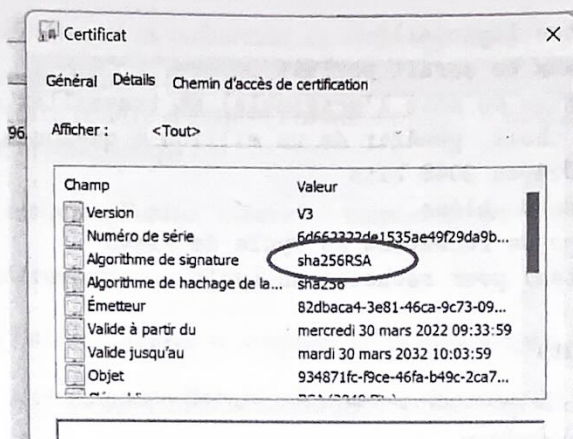 Certificat
Général Détails Chemin d'accès de certification
96
Afficher : <Tout>
Champ Valeur
Version V3
Numéro de série 6d663322de1535ae49f29da9b...
Algorithme de signature sha256RSA
Algorithme de hachage de la... sha256
Émetteur 82dbaca4-3e81-46ca-9c73-09...
Valide à partir du mercredi 30 mars 2022 09:33:59
Valide jusqu'au mardi 30 mars 2032 10:03:59
Objet 934871fc-f9ce-46fa-b49c-2ca7...